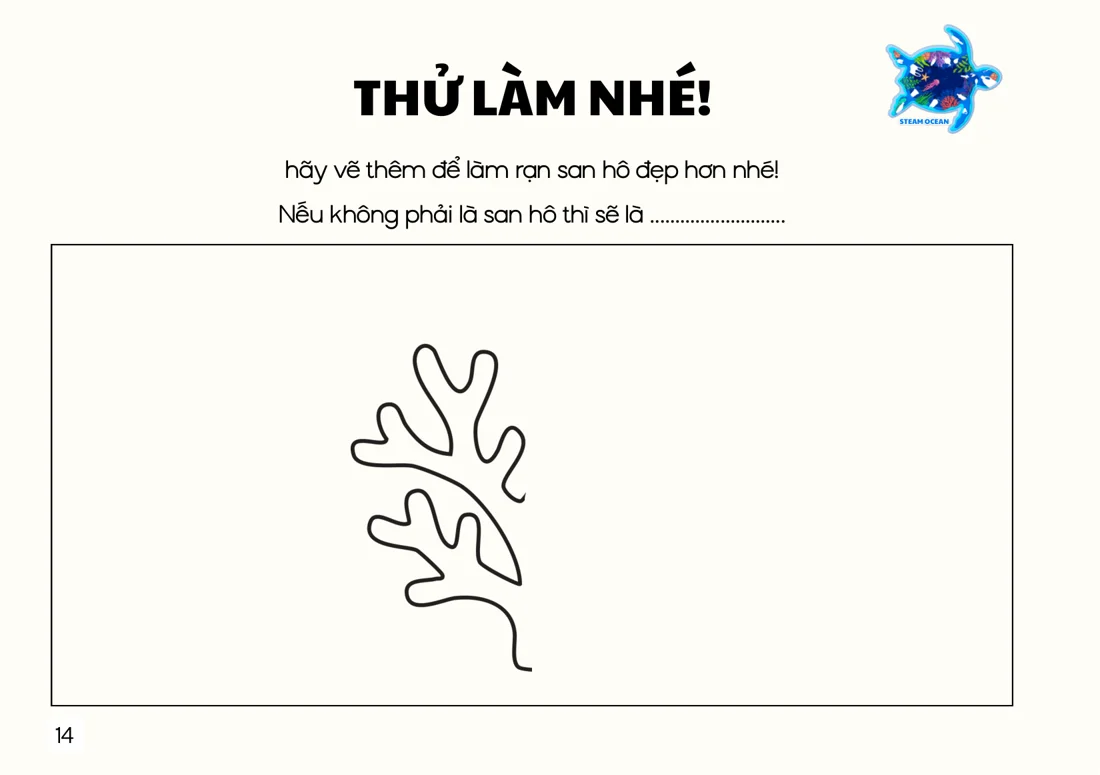 STEAM OCEAN
THỬ LÀM NHÉ!
hãy vẽ thêm để làm rạn san hô đẹp hơn nhé!
Nếu không phải là san hô thì sẽ là ...........................
14